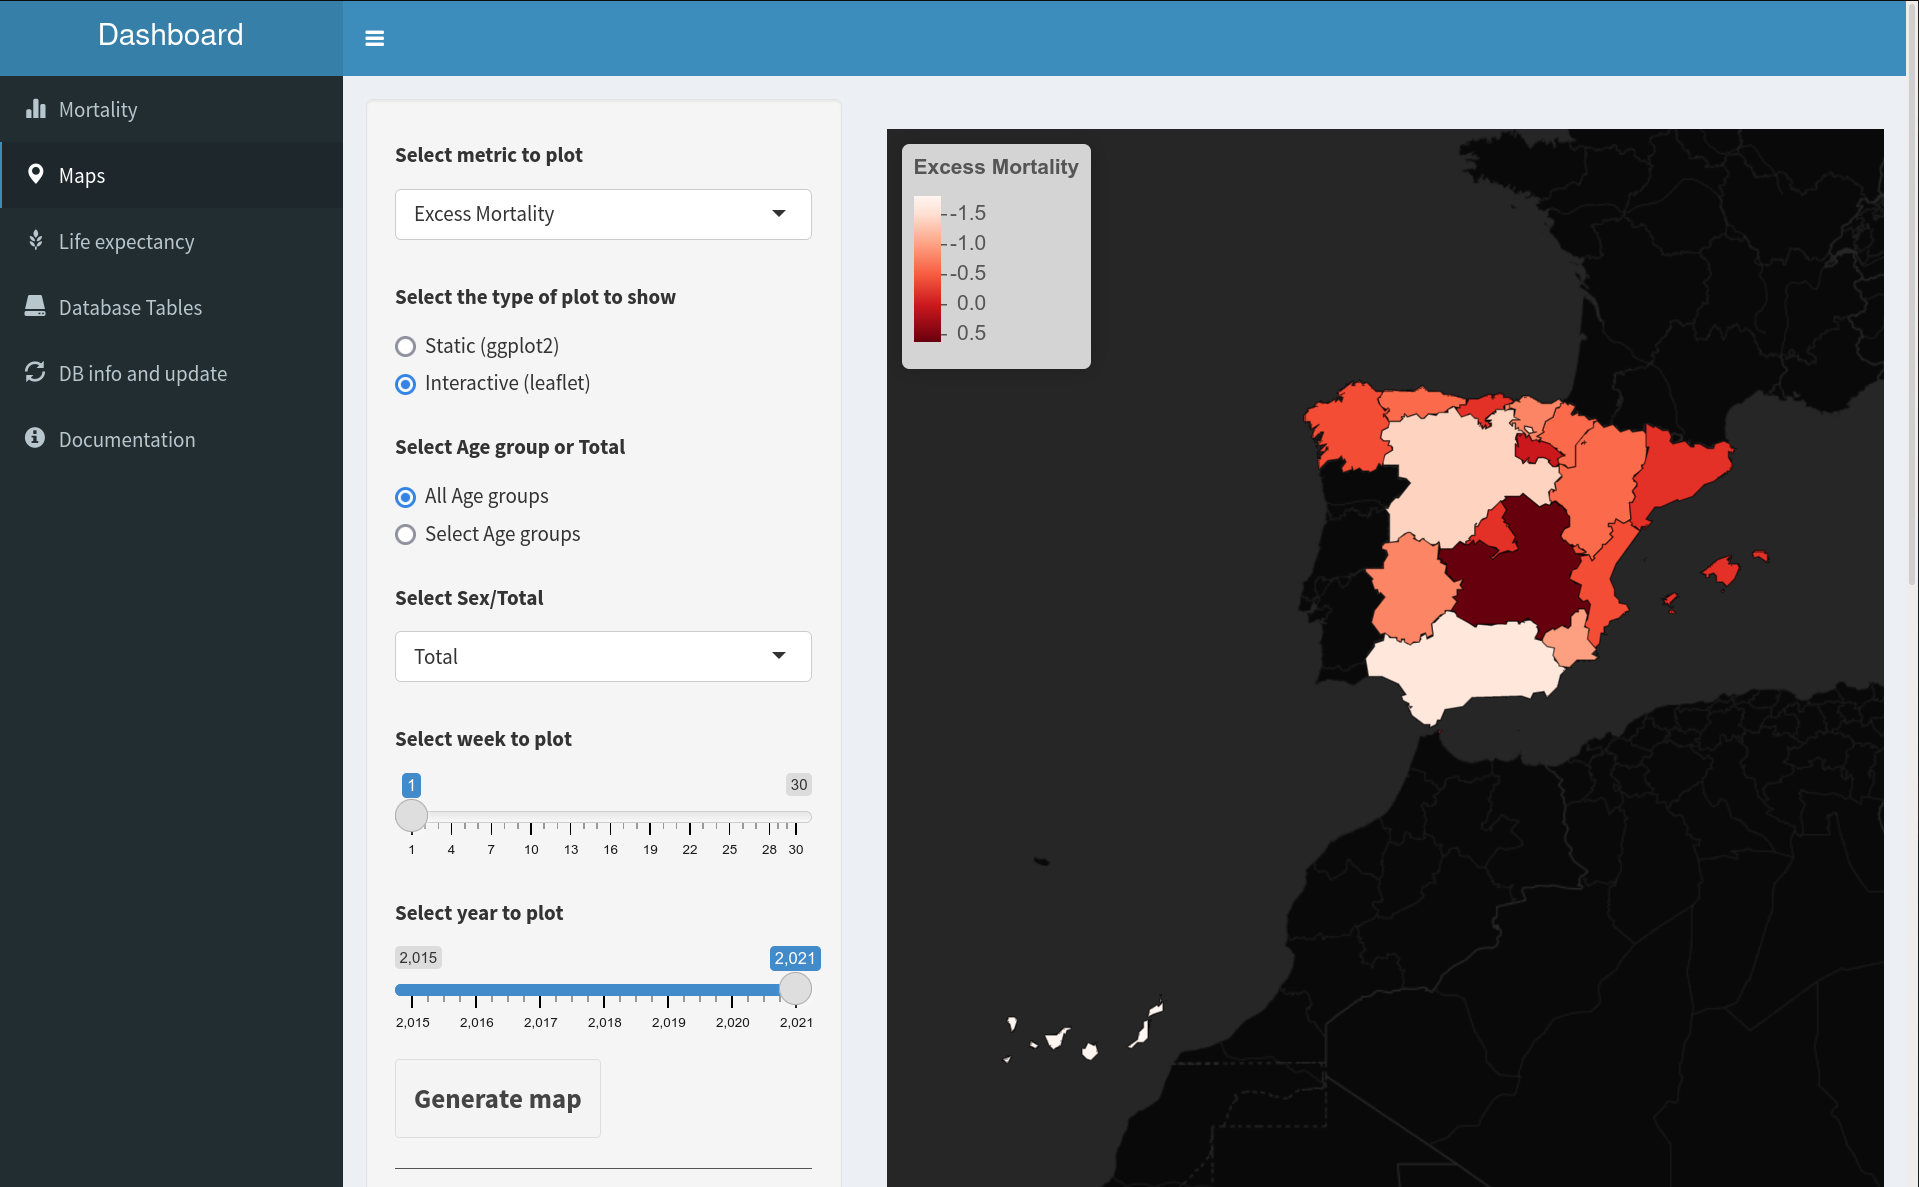 Dashboard
Mortality
Maps
Life expectancy
Database Tables
DB info and update
Documentation
Select metric to plot
Excess Mortality
Select the type of plot to show
Static (ggplot2)
Interactive (leaflet)
Select Age group or Total
All Age groups
Select Age groups
Select Sex/Total
Total
Select week to plot
1 30
1 4 7 10 13 16 19 22 25 28 30
Select year to plot
2,015 2,021
2,015 2,016 2,017 2,018 2,019 2,020 2,021
Generate map
Excess Mortality
-1.5
-1.0
-0.5
0.0
0.5